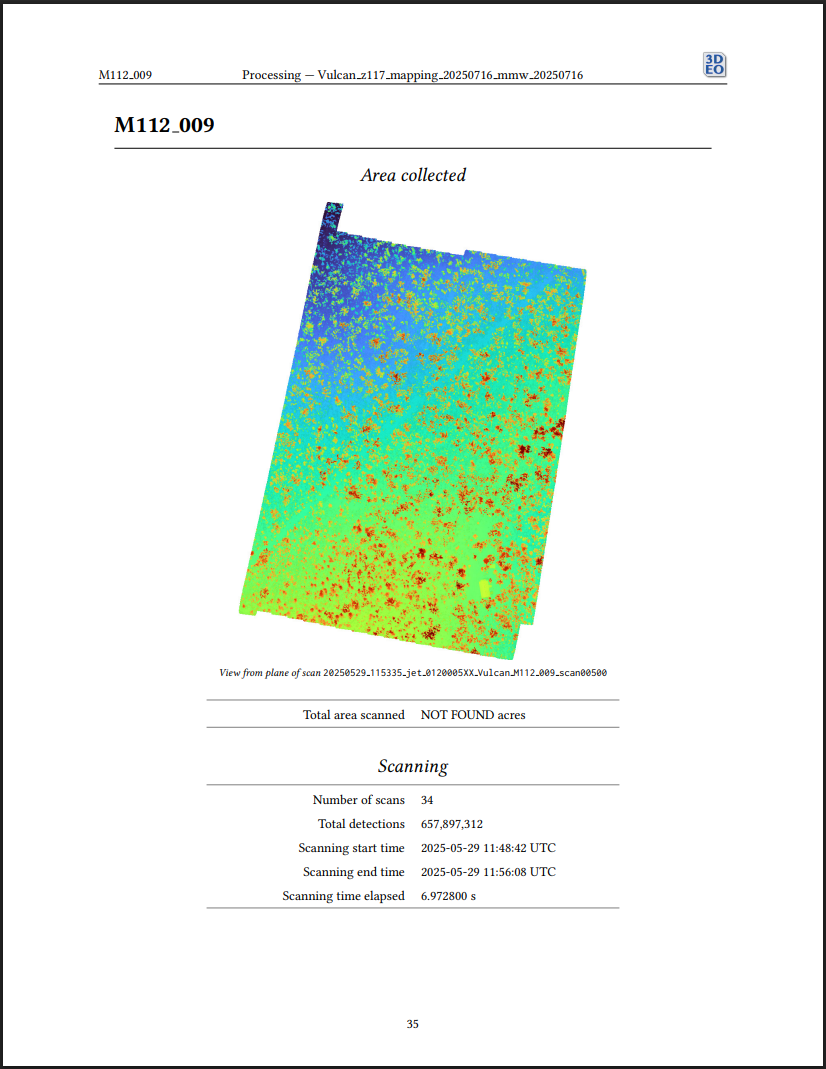 M112_009
Processing — Vulcan_z117_mapping_20250716_mmw_20250716
3D
EO
M112_009
Area collected
View from plane of scan 20250529_115335_jet_0120005XX_Vulcan_M112_009_scan00500
Total area scanned NOT FOUND acres
Scanning
Number of scans 34
Total detections 657,897,312
Scanning start time 2025-05-29 11:48:42 UTC
Scanning end time 2025-05-29 11:56:08 UTC
Scanning time elapsed 6.972800 s
35